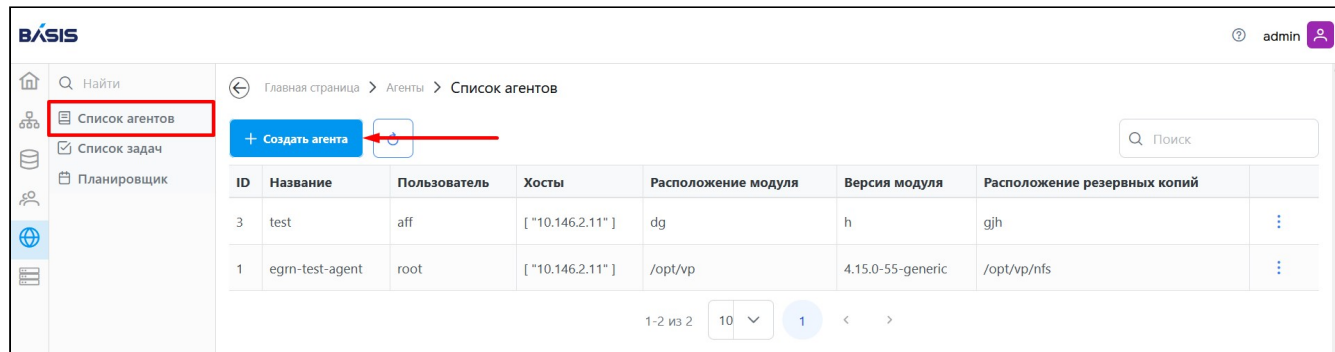 BASIS
admin
Найти
Главная страница > Агенты > Список агентов
Список агентов
Список задач
Планировщик
+ Создать агента
Поиск
ID Название Пользователь Хосты Расположение модуля Версия модуля Расположение резервных копий
3 test aff [ "10.146.2.11" ] dg h gjh
1 egrn-test-agent root [ "10.146.2.11" ] /opt/vp 4.15.0-55-generic /opt/vp/nfs
1-2 из 2 10 1 < >